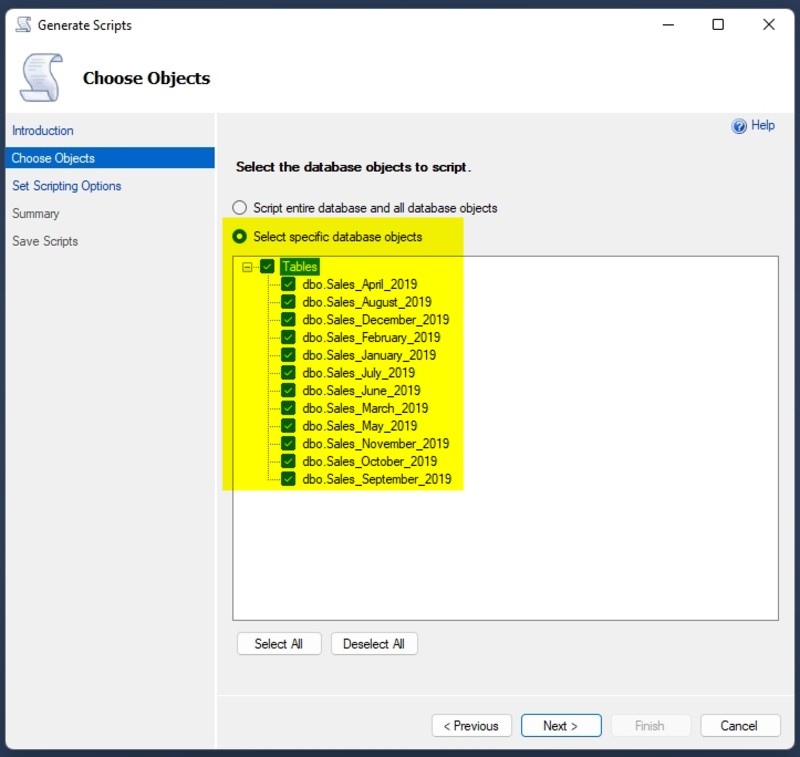 Generate Scripts
Choose Objects
Introduction
Choose Objects
Set Scripting Options
Summary
Save Scripts
Help
Select the database objects to script.
Script entire database and all database objects
Select specific database objects
Tables
dbo.Sales_April_2019
dbo.Sales_August_2019
dbo.Sales_December_2019
dbo.Sales_February_2019
dbo.Sales_January_2019
dbo.Sales_July_2019
dbo.Sales_June_2019
dbo.Sales_March_2019
dbo.Sales_May_2019
dbo.Sales_November_2019
dbo.Sales_October_2019
dbo.Sales_September_2019
Select All
Deselect All
< Previous
Next >
Finish
Cancel